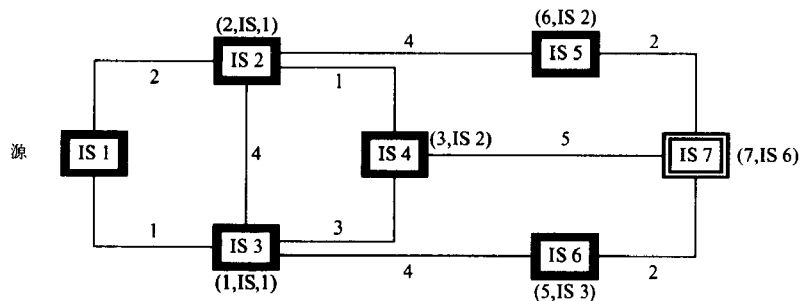 (2,IS,1)
IS 2
4
(6,IS 2)
IS 5
2
2
1
源
IS 1
4
IS 4
(3,IS 2)
5
IS 7
(7,IS 6)
1
IS 3
3
(1,IS,1)
4
IS 6
(5,IS 3)
2